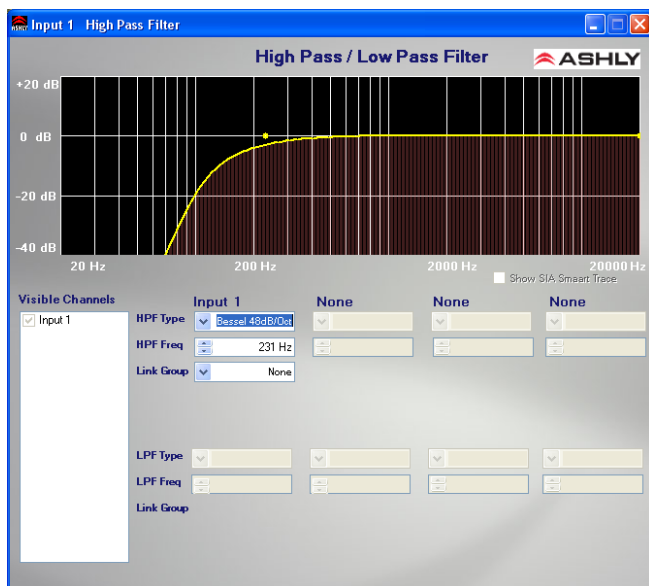 Input 1 High Pass Filter
High Pass / Low Pass Filter
ASHLY
+20 dB
0 dB
-20 dB
-40 dB
20 Hz 200 Hz 2000 Hz 20000 Hz
Show SIA Smaart Trace
Visible Channels
Input 1
Input 1 None None None
HPF Type Bessel 48dB/Oct
HPF Freq 231 Hz
Link Group None
LPF Type
LPF Freq
Link Group